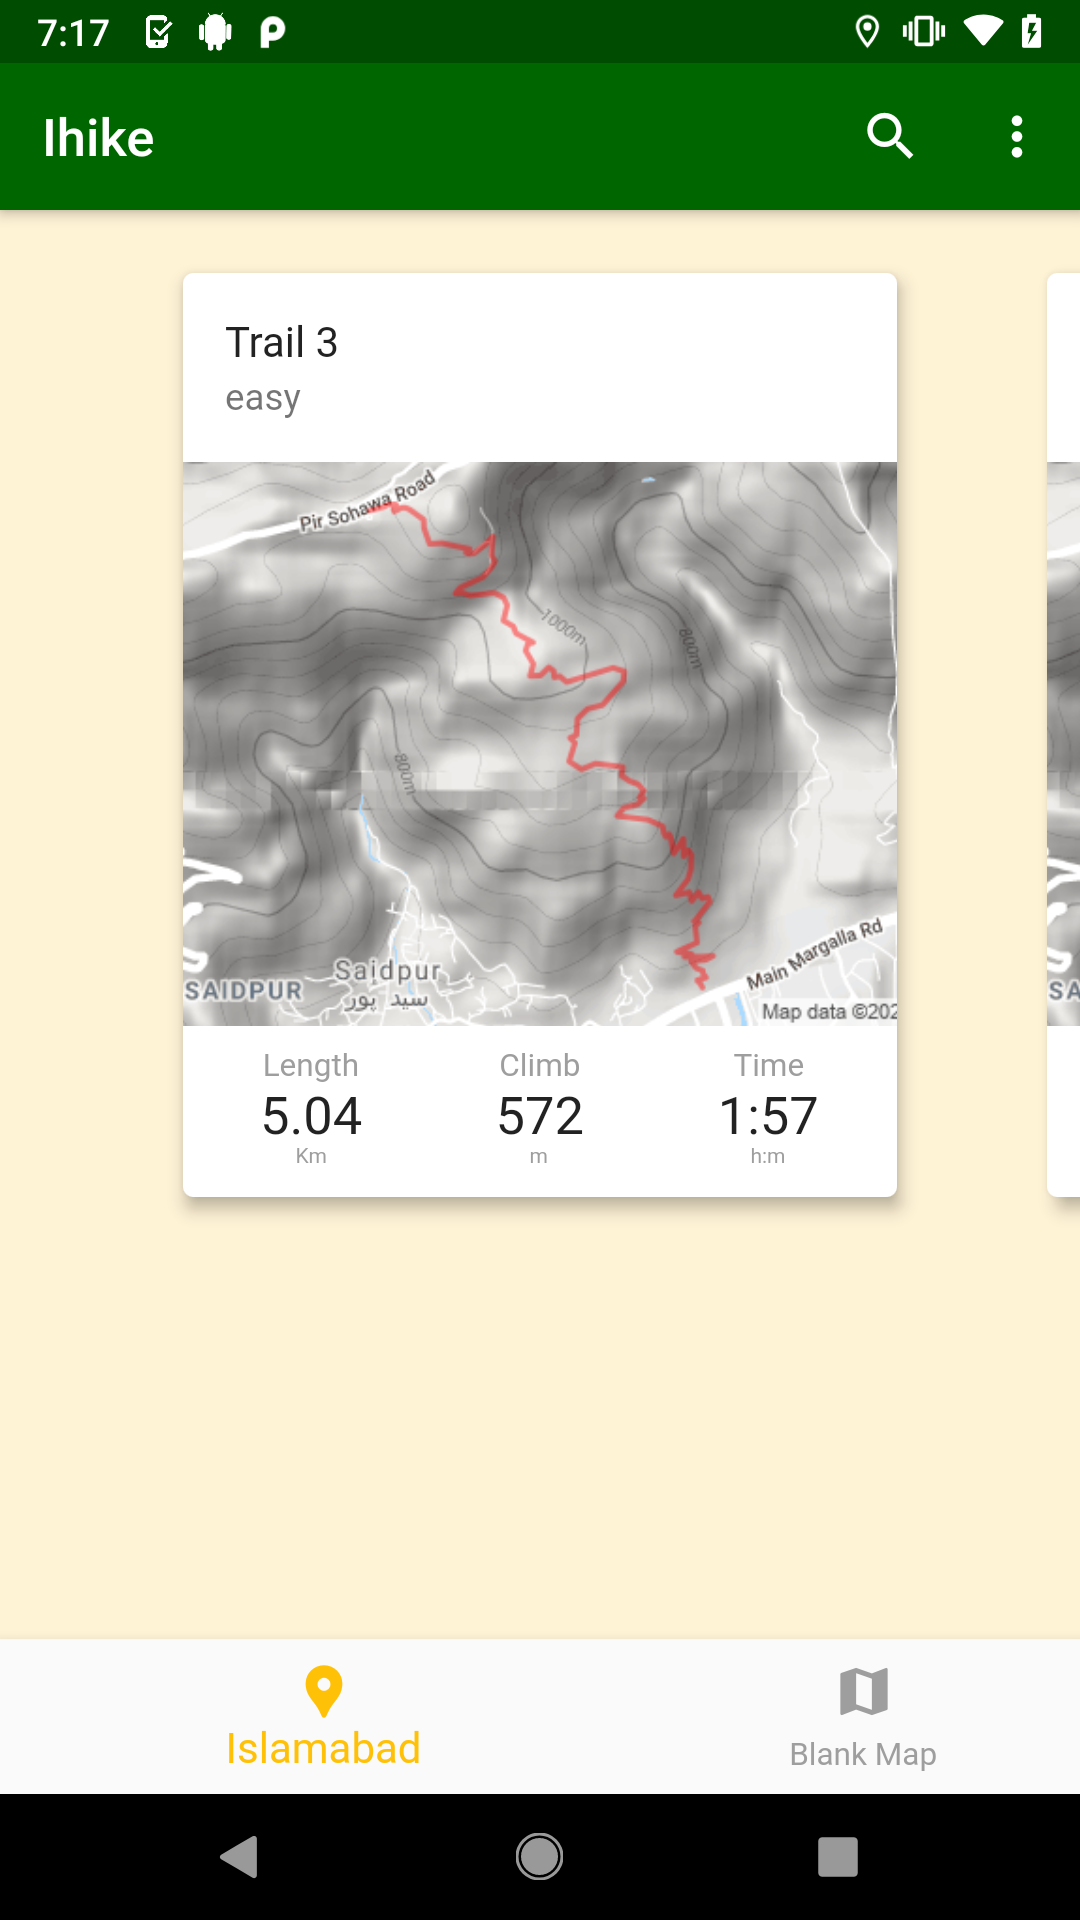 7:17
Ihike
Trail 3
easy
Pir Sohawa Road
1000m
800m
800m
Saidpur
سید پور
SAIDPUR
Main Margalla Rd
Map data ©202
SA
Length Climb Time
5.04 572 1:57
Km m h:m
Islamabad
Blank Map